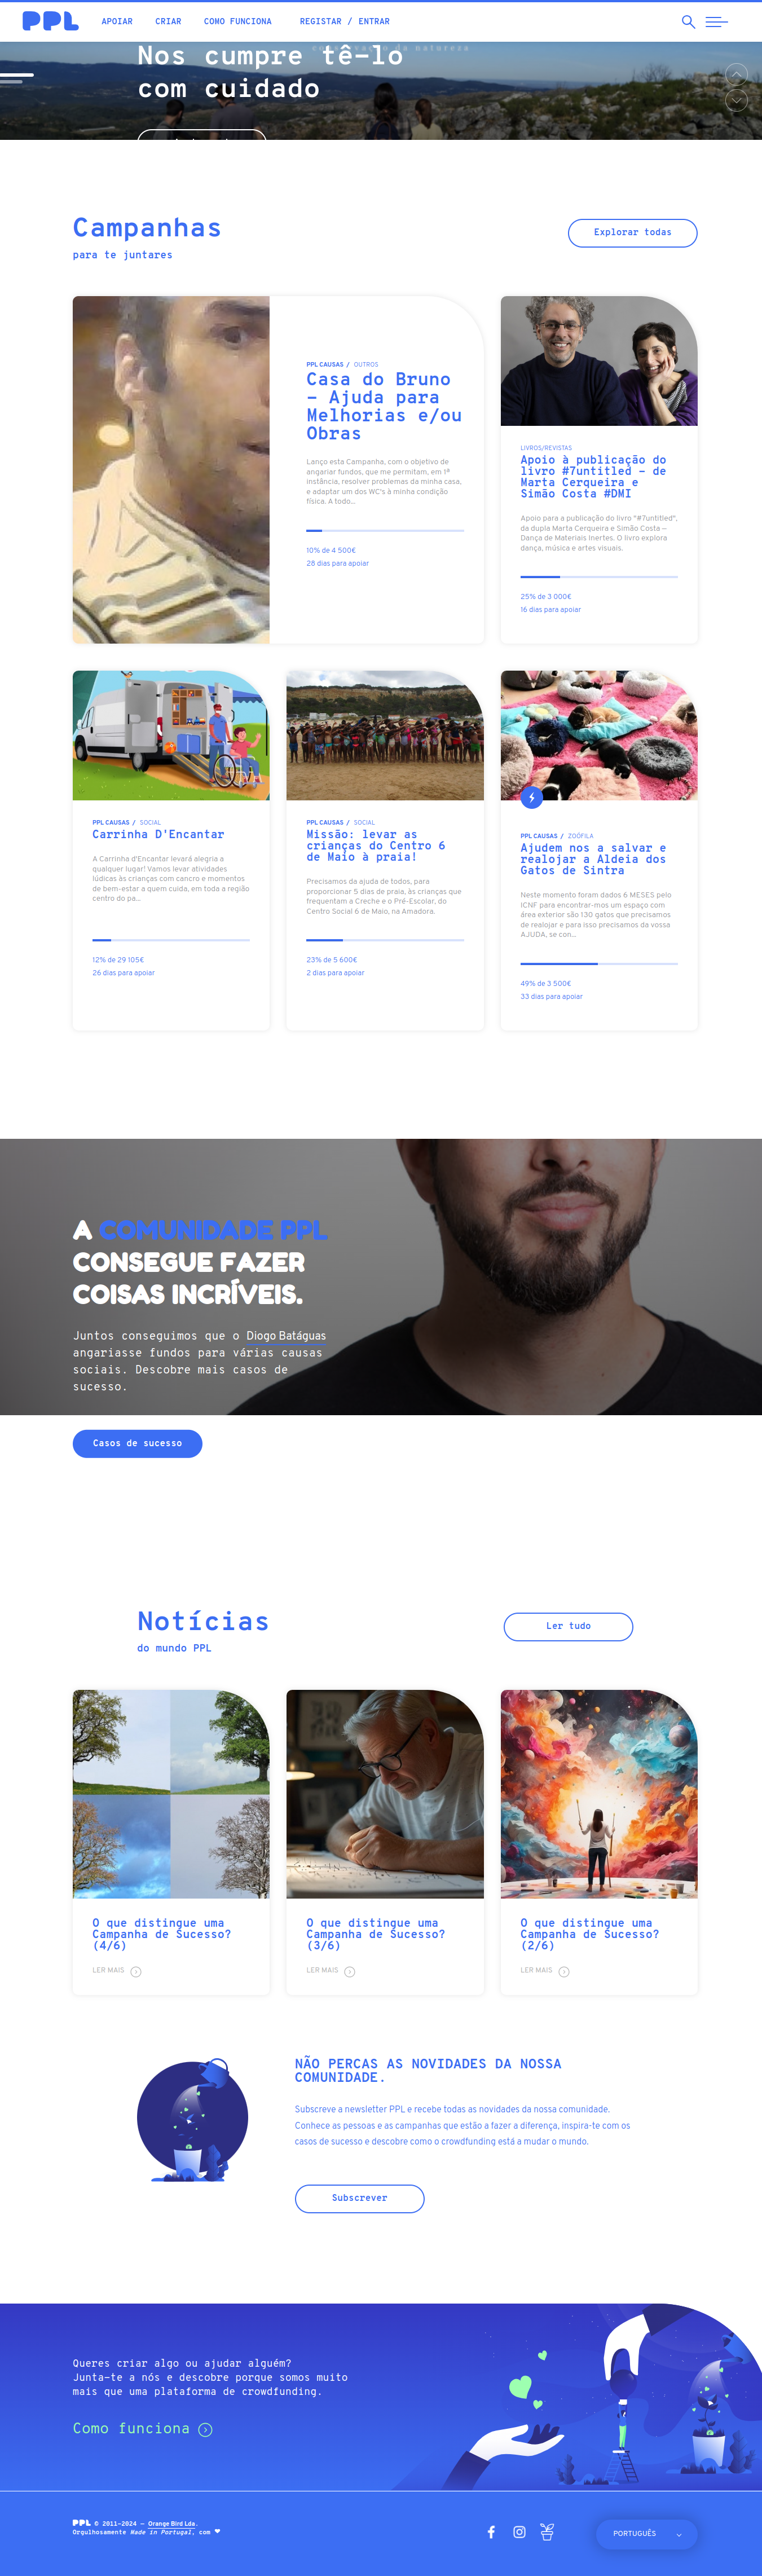 PPL APOIAR CRIAR COMO FUNCIONA REGISTAR / ENTRAR
Nos cumpre tê-lo
com cuidado
Campanhas
para te juntares
Explorar todas
PPL CAUSAS / OUTROS
Casa do Bruno
- Ajuda para
Melhorias e/ou
Obras
Lanço esta Campanha, com o objetivo de
angariar fundos, que me permitam, em 1ª
instância, resolver problemas da minha casa,
e adaptar um dos WC's à minha condição
física. A todo...
10% de 4 500€
28 dias para apoiar
LIVROS/REVISTAS
Apoio à publicação do
livro #7untitled - de
Marta Cerqueira e
Simão Costa #DMI
Apoio para a publicação do livro "#7untitled",
da dupla Marta Cerqueira e Simão Costa –
Dança de Materiais Inertes. O livro explora
dança, música e artes visuais.
25% de 3 000€
16 dias para apoiar
PPL CAUSAS / SOCIAL
Carrinha D'Encantar
A Carrinha d'Encantar levará alegria a
qualquer lugar! Vamos levar atividades
lúdicas às crianças com cancro e momentos
de bem-estar a quem cuida, em toda a região
centro do pa...
12% de 29 105€
26 dias para apoiar
PPL CAUSAS / SOCIAL
Missão: levar as
crianças do Centro 6
de Maio à praia!
Precisamos da ajuda de todos, para
proporcionar 5 dias de praia, às crianças que
frequentam a Creche e o Pré-Escolar, do
Centro Social 6 de Maio, na Amadora.
23% de 5 600€
2 dias para apoiar
PPL CAUSAS / ZOÓFILA
Ajudem nos a salvar e
realojar a Aldeia dos
Gatos de Sintra
Neste momento foram dados 6 MESES pelo
ICNF para encontrar-mos um espaço com
área exterior são 130 gatos que precisamos
de realojar e para isso precisamos da vossa
AJUDA, se con...
49% de 3 500€
33 dias para apoiar
A COMUNIDADE PPL
CONSEGUE FAZER
COISAS INCRÍVEIS.
Juntos conseguimos que o Diogo Batáguas
angariasse fundos para várias causas
sociais. Descobre mais casos de
sucesso.
Casos de sucesso
Notícias
do mundo PPL
Ler tudo
O que distingue uma
Campanha de Sucesso?
(4/6)
LER MAIS
O que distingue uma
Campanha de Sucesso?
(3/6)
LER MAIS
O que distingue uma
Campanha de Sucesso?
(2/6)
LER MAIS
NÃO PERCAS AS NOVIDADES DA NOSSA
COMUNIDADE.
Subscreve a newsletter PPL e recebe todas as novidades da nossa comunidade.
Conhece as pessoas e as campanhas que estão a fazer a diferença, inspira-te com os
casos de sucesso e descobre como o crowdfunding está a mudar o mundo.
Subscrever
Queres criar algo ou ajudar alguém?
Junta-te a nós e descobre porque somos muito
mais que uma plataforma de crowdfunding.
Como funciona
PPL © 2011-2024 — Orange Bird Lda.
Orgulhosamente Made in Portugal, com ❤
PORTUGUÊS